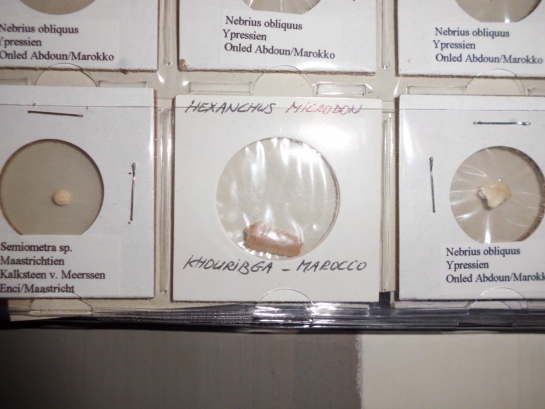 Nebrius obliquus
Ypressien
Onled Abdoun/Marokko
Nebrius obliquus
Ypressien
Onled Abdoun/Marokko
Nebrius obliquus
Ypressien
Onled Abdoun/Marokko
Semiometra sp.
Maastrichtien
Kalksteen v. Meerssen
Enci/Maastricht
HEXANCHUS MICRODON
KHOURIBGA - MAROCCO
Nebrius obliquus
Ypressien
Onled Abdoun/Marokk